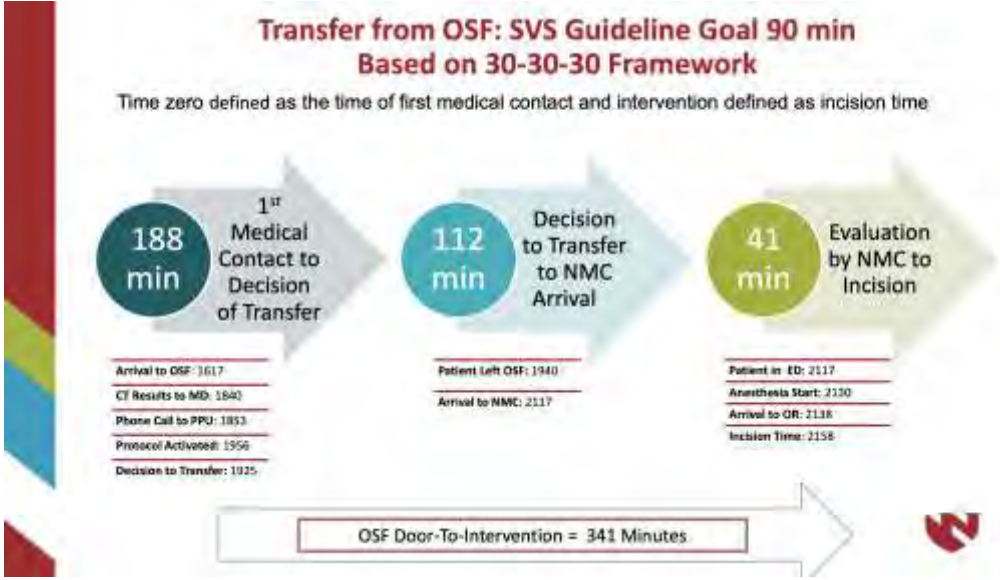 Transfer from OSF: SVS Guideline Goal 90 min
Based on 30-30-30 Framework
Time zero defined as the time of first medical contact and intervention defined as incision time
188
min
1st
Medical
Contact to
Decision
of Transfer
112
min
Decision
to Transfer
to NMC
Arrival
41
min
Evaluation
by NMC to
Incision
Arrival to OSF: 1617
CT Results to MD: 1840
Phone Call to PPU: 1853
Protocol Activated: 1956
Decision to Transfer: 1925
Patient Left OSF: 1940
Arrival to NMC: 2117
Patient in ED: 2117
Anesthesia Start: 2130
Arrival to OR: 2138
Incision Time: 2158
OSF Door-To-Intervention = 341 Minutes